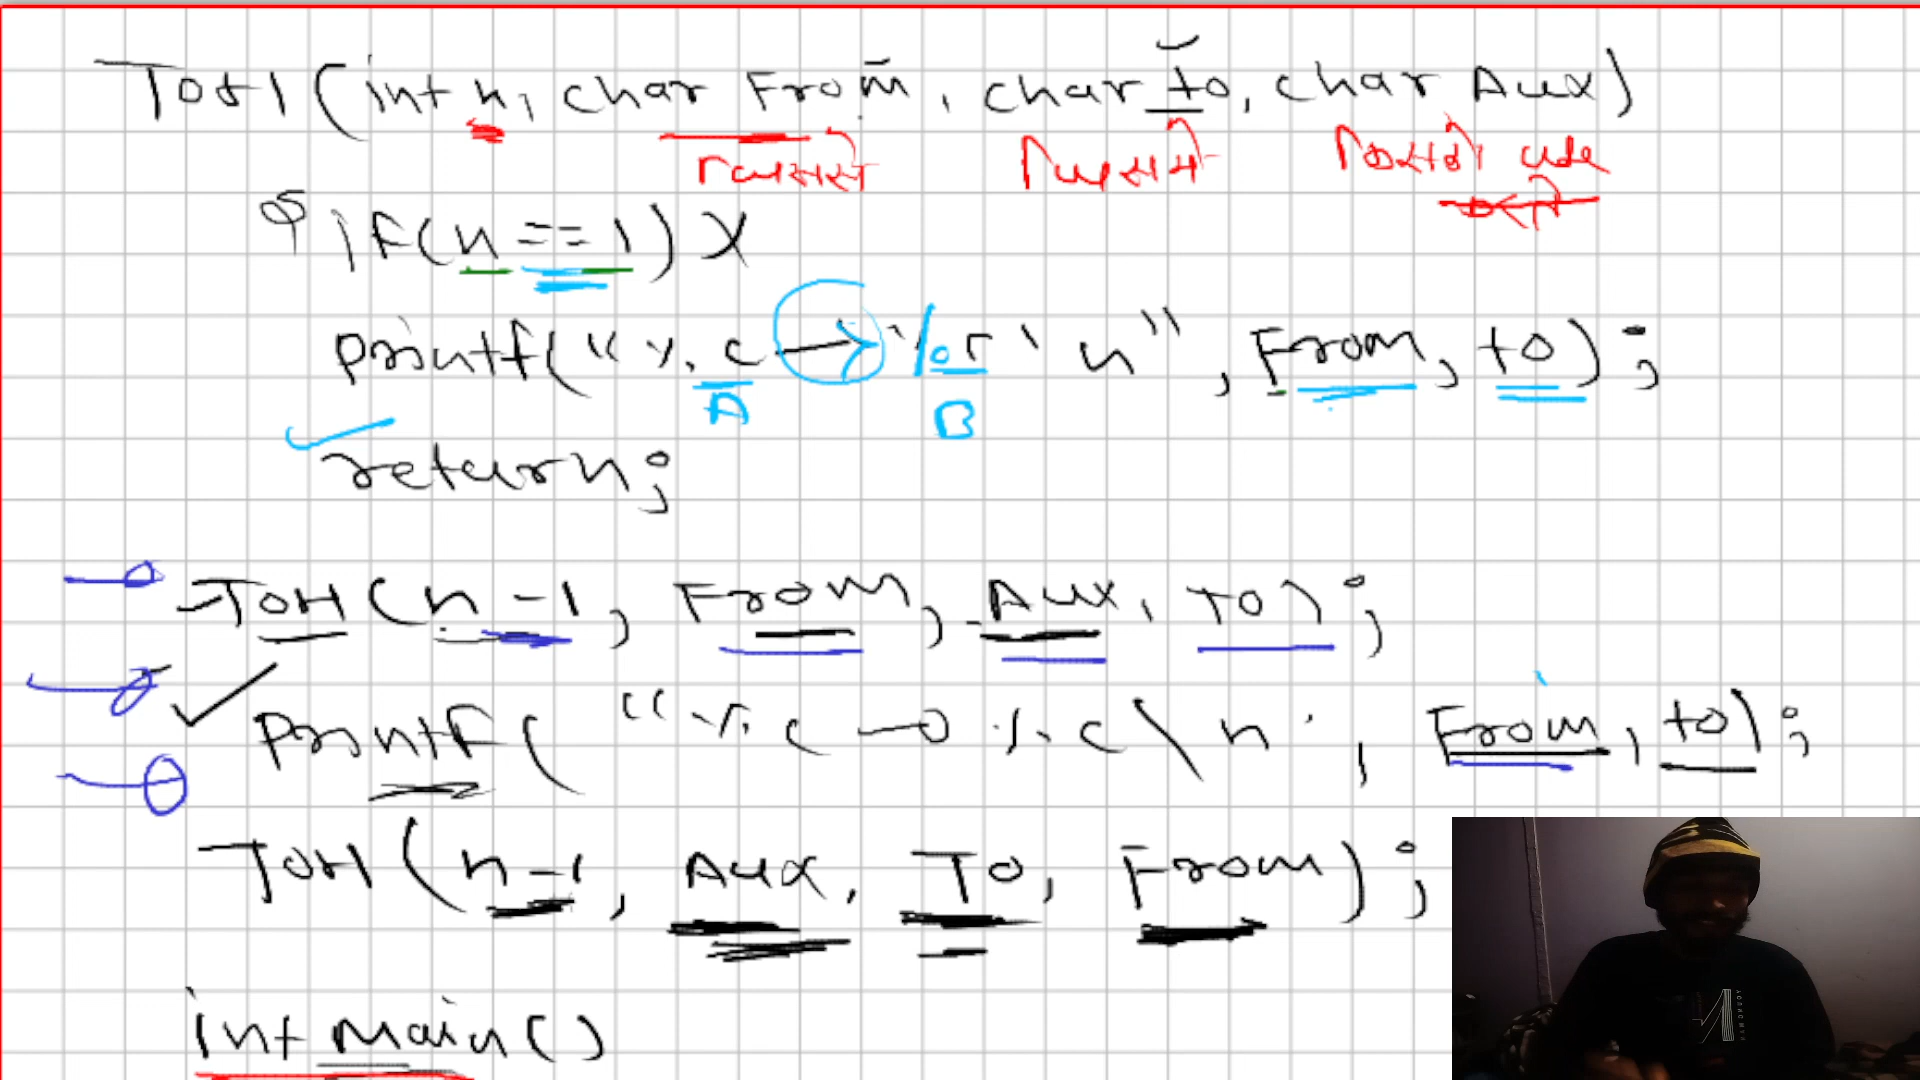 TOH (int n, char From, char to, char Aux)
if(n == 1) {
printf("%c → %c \n", From, to);
A B
return;
TOH (n-1, From, Aux, To);
printf("%c → %c \n", From, to);
TOH (n-1, Aux, To, From);
int main()